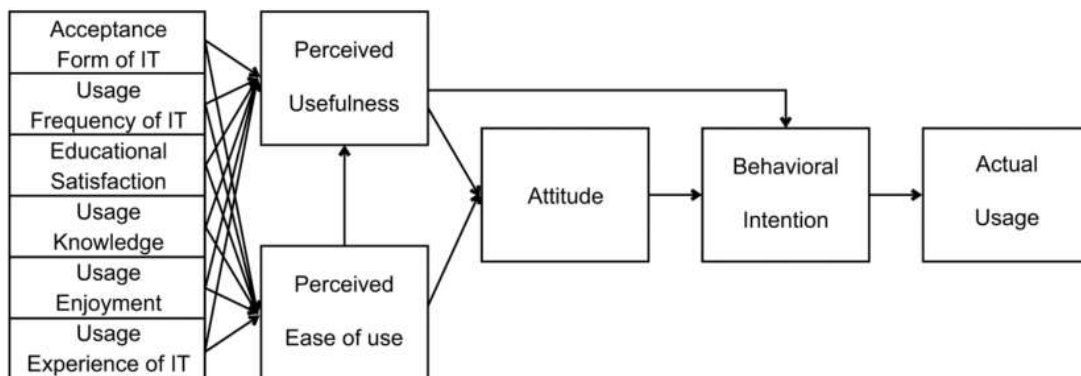 Acceptance
Form of IT
Usage
Frequency of IT
Educational
Satisfaction
Usage
Knowledge
Usage
Enjoyment
Usage
Experience of IT
Perceived
Usefulness
Perceived
Ease of use
Attitude
Behavioral
Intention
Actual
Usage